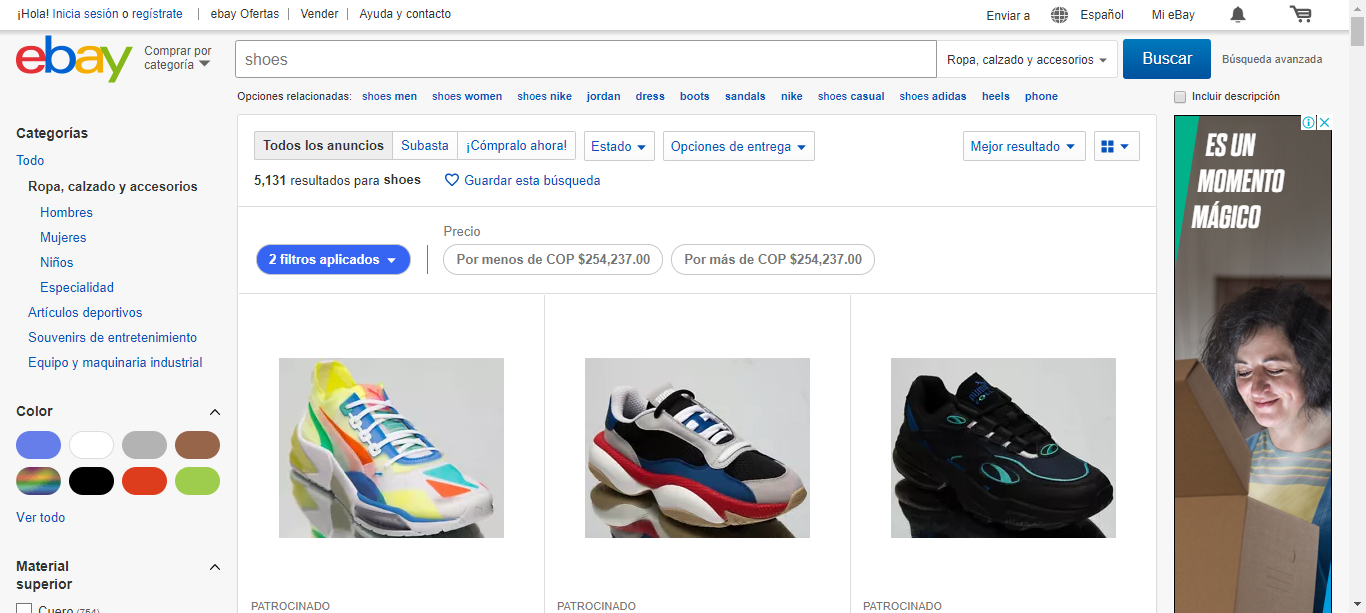 ¡Hola! Inicia sesión o regístrate
ebay Ofertas
Vender
Ayuda y contacto
Enviar a
Español
Mi eBay
ebay
Comprar por
categoría
shoes
Ropa, calzado y accesorios
Buscar
Búsqueda avanzada
Opciones relacionadas: shoes men shoes women shoes nike jordan dress boots sandals nike shoes casual shoes adidas heels phone
Incluir descripción
Categorías
Todo
Ropa, calzado y accesorios
Hombres
Mujeres
Niños
Especialidad
Artículos deportivos
Souvenirs de entretenimiento
Equipo y maquinaria industrial
Color
Ver todo
Material
superior
Cuero (754)
Todos los anuncios
Subasta
¡Cómpralo ahora!
Estado
Opciones de entrega
Mejor resultado
5,131 resultados para shoes
Guardar esta búsqueda
Precio
2 filtros aplicados
Por menos de COP $254,237.00
Por más de COP $254,237.00
PATROCINADO
PATROCINADO
PATROCINADO
ES UN
MOMENTO
MÁGICO